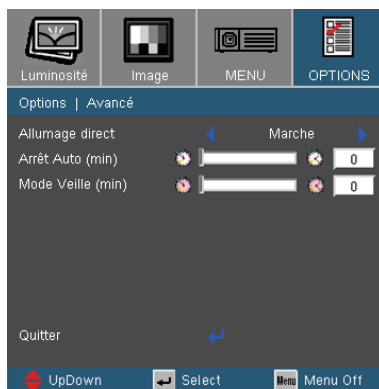 Luminosité Image MENU OPTIONS
Options | Avancé
Allumage direct Marche
Arrêt Auto (min) 0
Mode Veille (min) 0
Quitter
UpDown Select Menu Menu Off